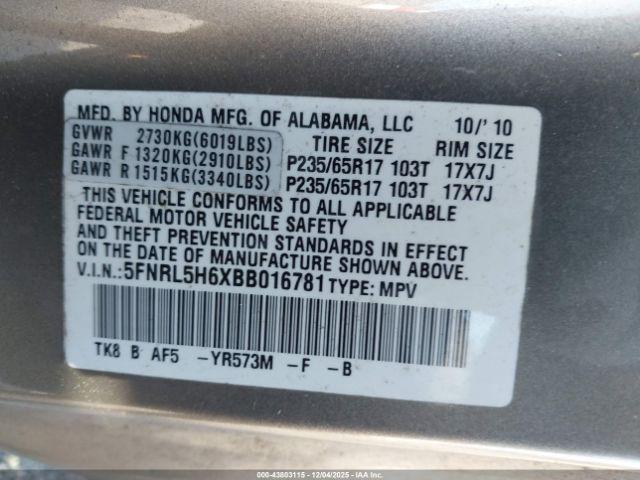 MFD. BY HONDA MFG. OF ALABAMA, LLC 10/'10
GVWR 2730KG(6019LBS) TIRE SIZE RIM SIZE
GAWR F 1320KG(2910LBS) P235/65R17 103T 17X7J
GAWR R 1515KG(3340LBS) P235/65R17 103T 17X7J
THIS VEHICLE CONFORMS TO ALL APPLICABLE
FEDERAL MOTOR VEHICLE SAFETY
AND THEFT PREVENTION STANDARDS IN EFFECT ON
THE DATE OF MANUFACTURE SHOWN ABOVE.
V.I.N.:5FNRL5H6XBB016781 TYPE: MPV
TK8 B AF5 -YR573M -F -B
000-43803115 - 12/04/2025 - IAA Inc.